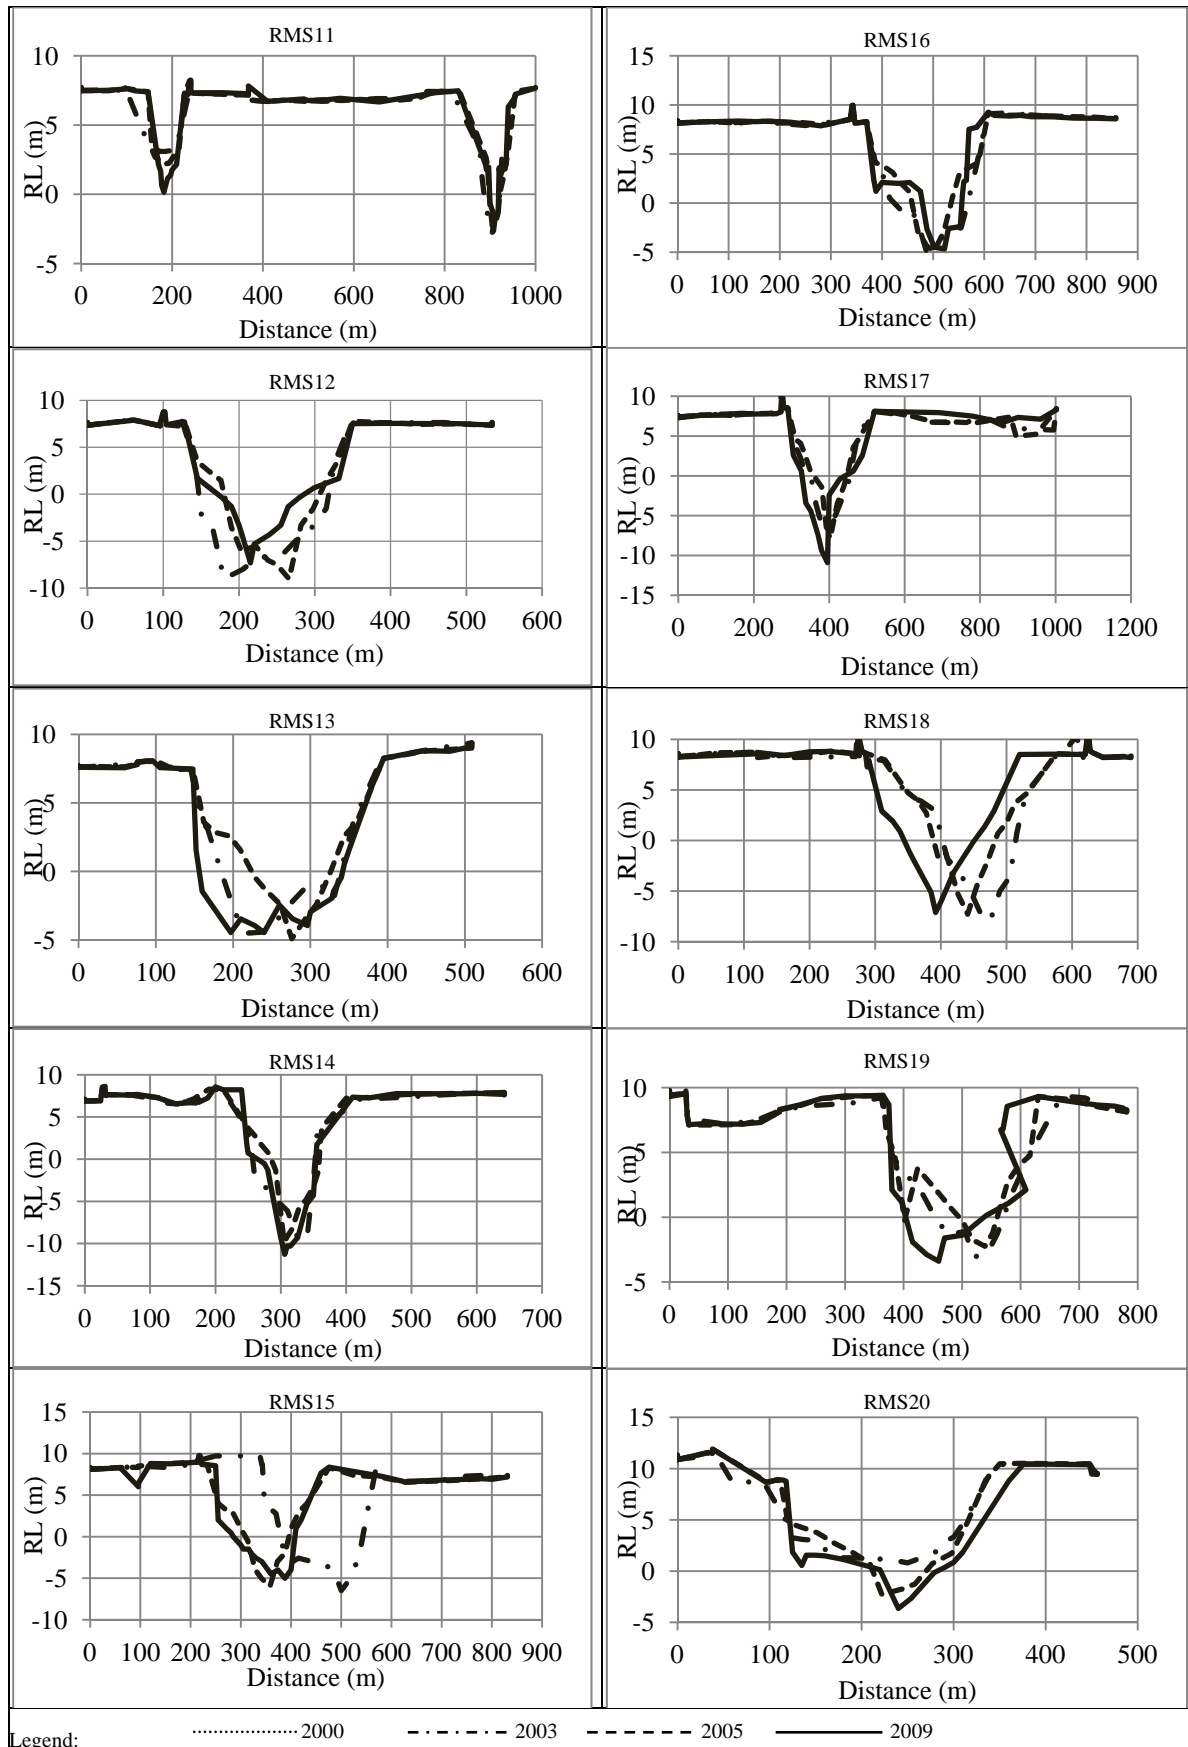 RMS11
10
5
0
-5
RL (m)
0 200 400 600 800 1000
Distance (m)
RMS16
15
10
5
0
-5
RL (m)
0 100 200 300 400 500 600 700 800 900
Distance (m)
RMS12
10
5
0
-5
-10
RL (m)
0 100 200 300 400 500 600
Distance (m)
RMS17
10
5
0
-5
-10
-15
RL (m)
0 200 400 600 800 1000 1200
Distance (m)
RMS13
10
5
0
-5
RL (m)
0 100 200 300 400 500 600
Distance (m)
RMS18
10
5
0
-5
-10
RL (m)
0 100 200 300 400 500 600 700
Distance (m)
RMS14
10
5
0
-5
-10
-15
RL (m)
0 100 200 300 400 500 600 700
Distance (m)
RMS19
10
5
0
-5
RL (m)
0 100 200 300 400 500 600 700 800
Distance (m)
RMS15
15
10
5
0
-5
-10
RL (m)
0 100 200 300 400 500 600 700 800 900
Distance (m)
RMS20
15
10
5
0
-5
RL (m)
0 100 200 300 400 500
Distance (m)
Legend: 2000 2003 2005 2009